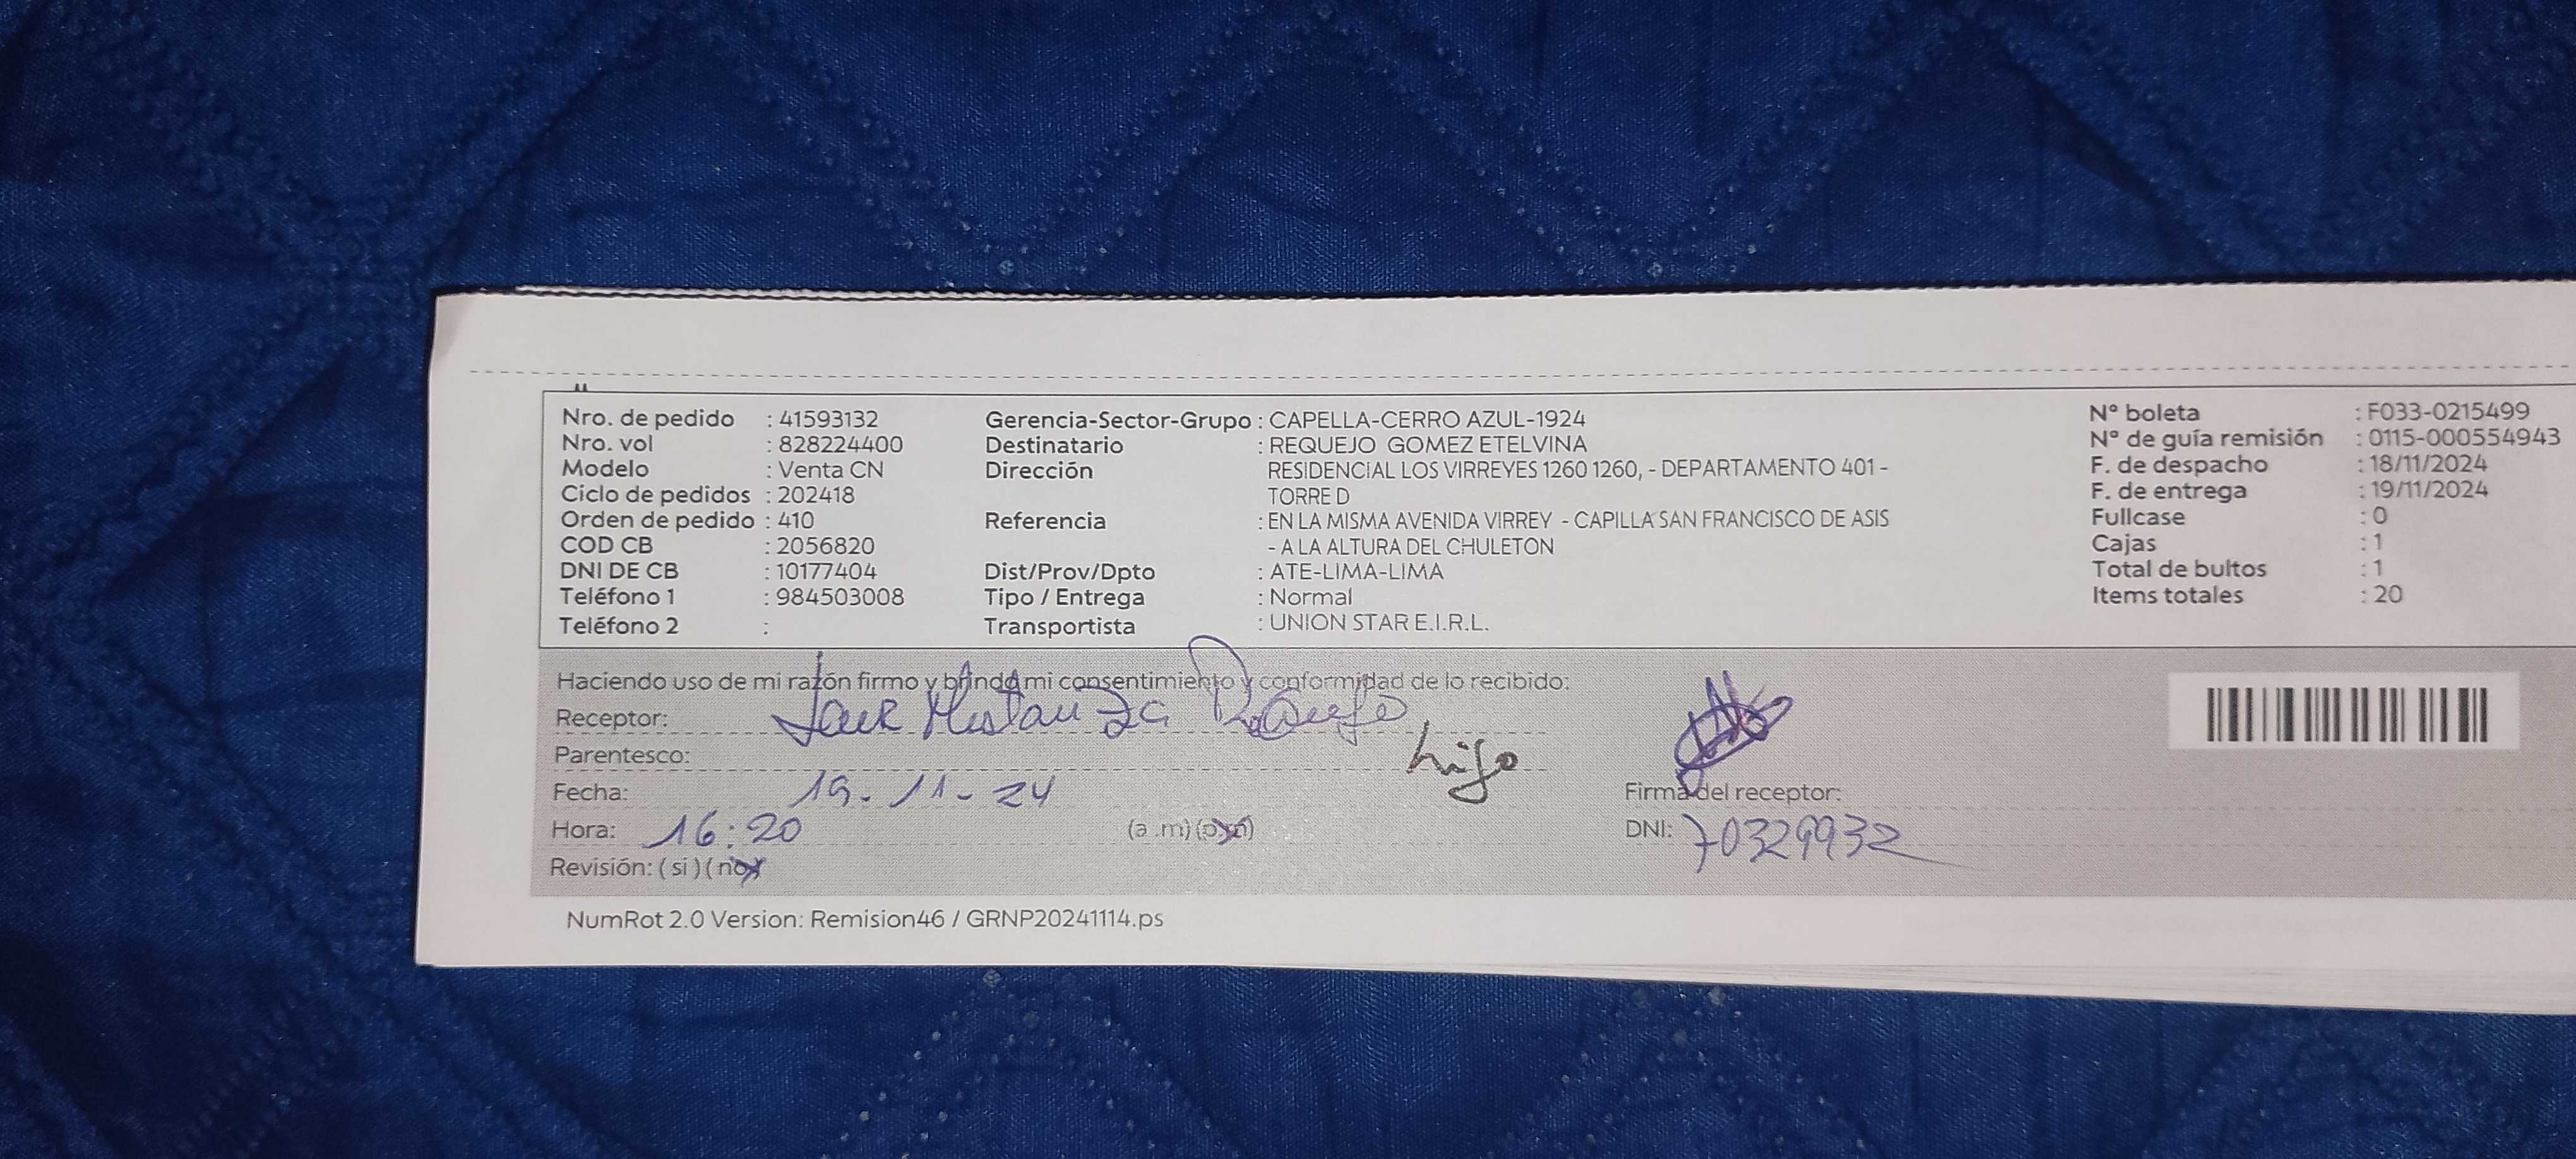 Nro. de pedido : 41593132
Nro. vol : 828224400
Modelo : Venta CN
Ciclo de pedidos : 202418
Orden de pedido : 410
COD CB : 2056820
DNI DE CB : 10177404
Teléfono 1 : 984503008
Teléfono 2 :
Gerencia-Sector-Grupo : CAPELLA-CERRO AZUL-1924
Destinatario : REQUEJO GOMEZ ETELVINA
Dirección RESIDENCIAL LOS VIRREYES 1260 1260, - DEPARTAMENTO 401 -
TORRE D
Referencia : EN LA MISMA AVENIDA VIRREY - CAPILLA SAN FRANCISCO DE ASIS
- A LA ALTURA DEL CHULETON
Dist/Prov/Dpto : ATE-LIMA-LIMA
Tipo / Entrega : Normal
Transportista : UNION STAR E.I.R.L.
N° boleta : F033-0215499
N° de guía remisión : 0115-000554943
F. de despacho : 18/11/2024
F. de entrega : 19/11/2024
Fullcase : 0
Cajas : 1
Total de bultos : 1
Items totales : 20
Haciendo uso de mi razón firmo y brindo mi consentimiento y conformidad de lo recibido:
Receptor:
Parentesco: hijo
Fecha: 19-11-24
Hora: 16:20 (a .m) (p.m)
Revisión: ( si ) ( no)
Firma del receptor:
DNI: 70329932
NumRot 2.0 Version: Remision46 / GRNP20241114.ps